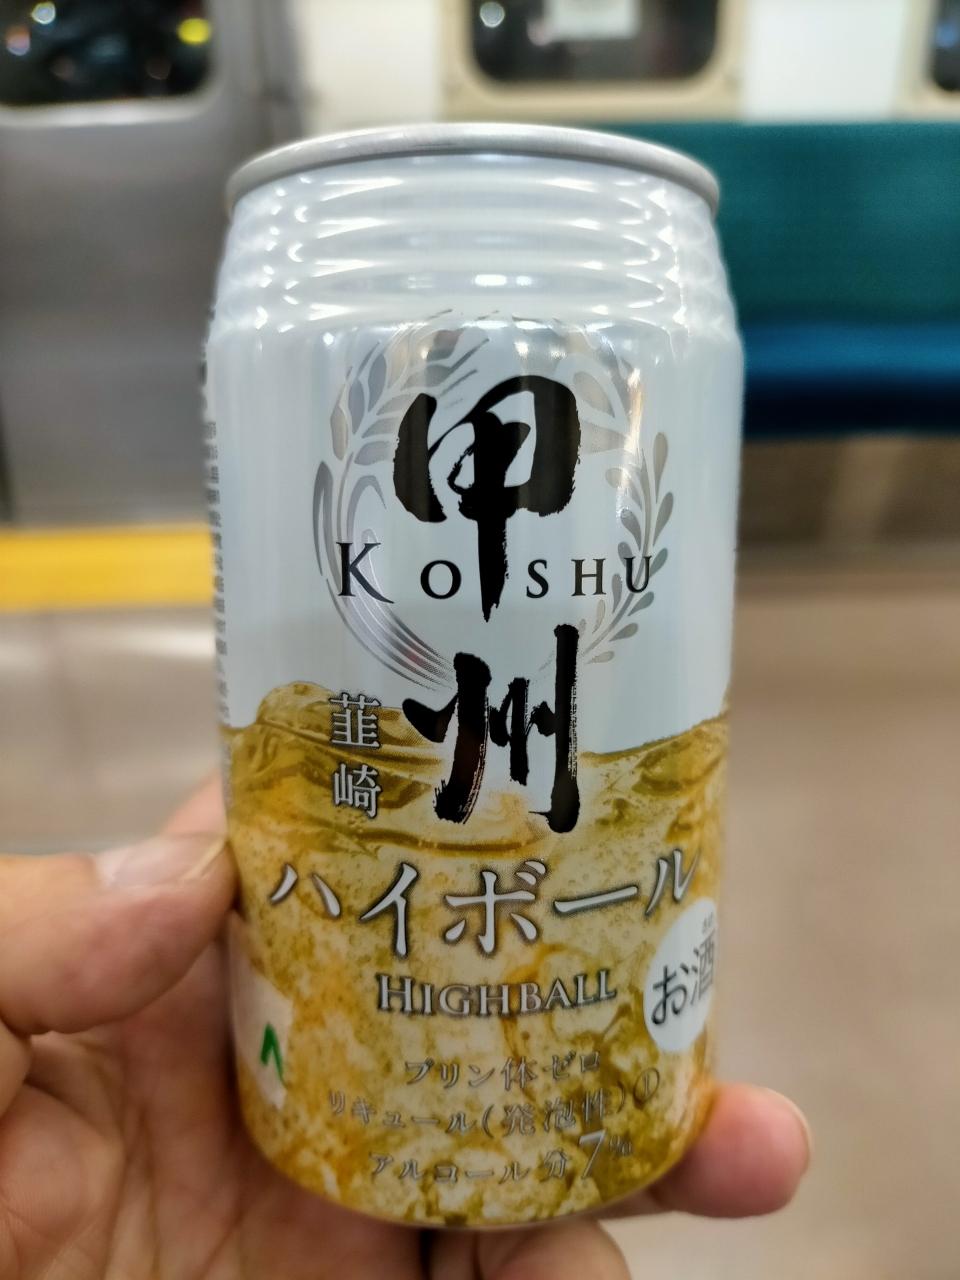 甲州
KOSHU
韮崎
ハイボール
HIGHBALL
お酒
プリン体ゼロ
リキュール(発泡性)①
アルコール分7%